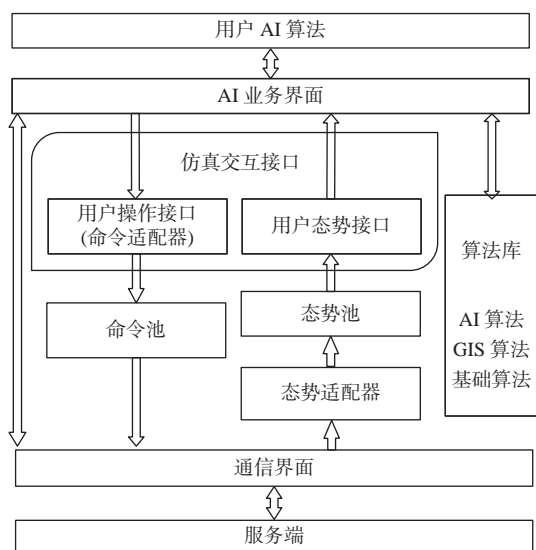 用户 AI 算法
AI 业务界面
仿真交互接口
用户操作接口
(命令适配器)
用户态势接口
算法库
AI 算法
GIS 算法
基础算法
命令池
态势池
态势适配器
通信界面
服务端